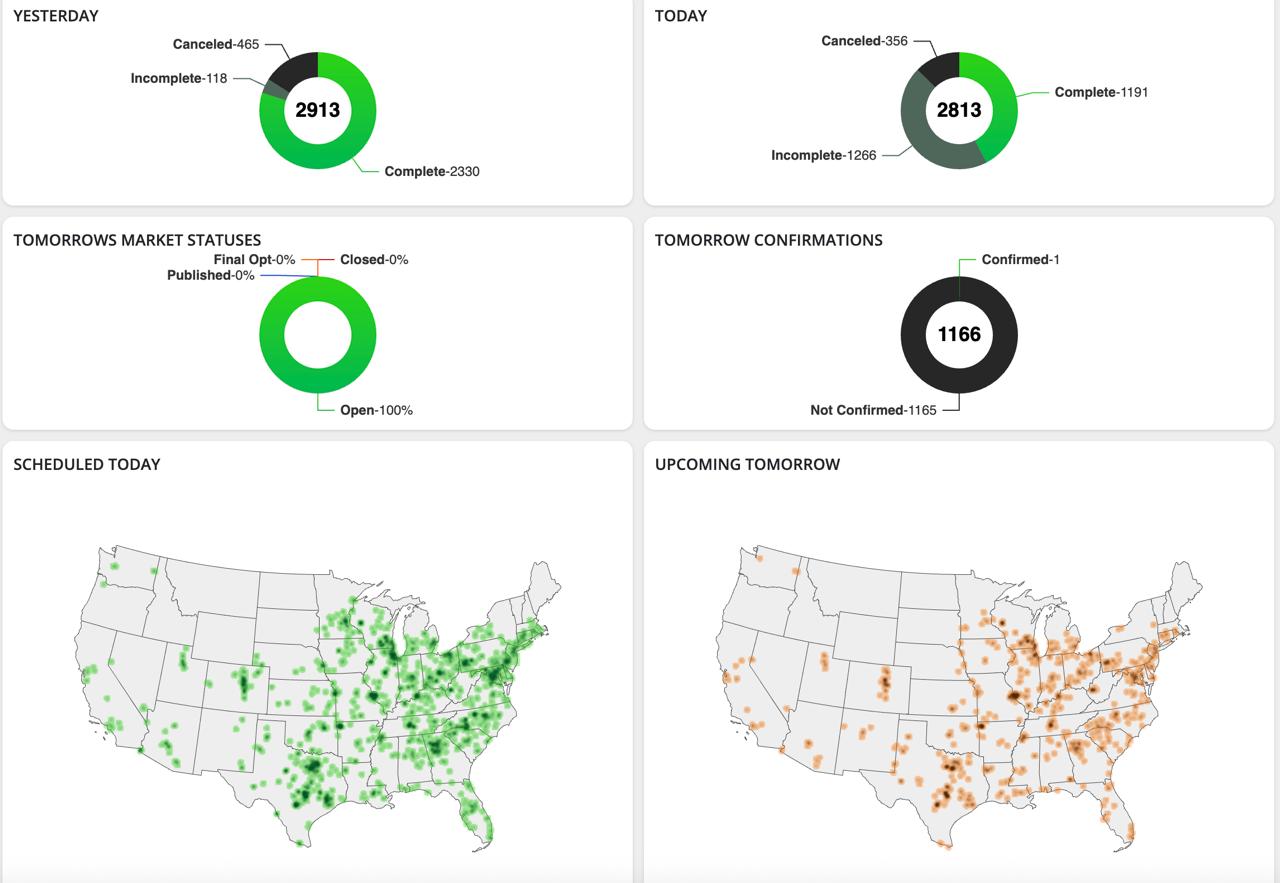 YESTERDAY
Canceled-465
Incomplete-118
2913
Complete-2330
TODAY
Canceled-356
Complete-1191
2813
Incomplete-1266
TOMORROWS MARKET STATUSES
Final Opt-0%
Closed-0%
Published-0%
Open-100%
TOMORROW CONFIRMATIONS
Confirmed-1
1166
Not Confirmed-1165
SCHEDULED TODAY
UPCOMING TOMORROW